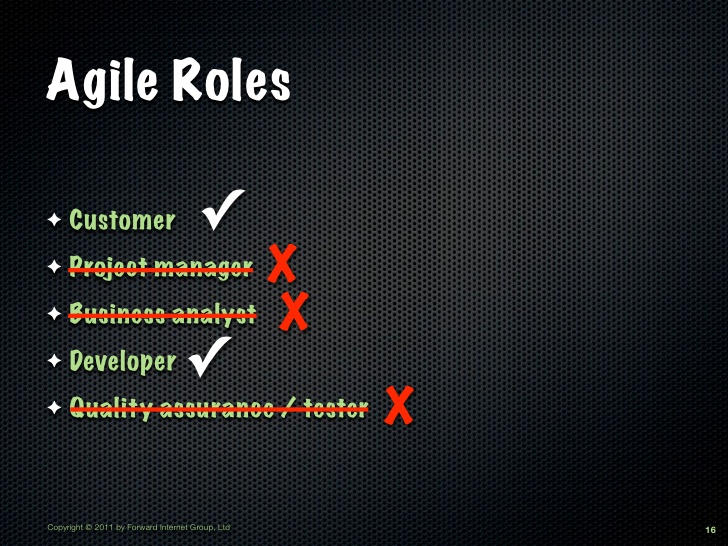 Agile Roles
✦ Customer ✓
✦ Project manager ✗
✦ Business analyst ✗
✦ Developer ✓
✦ Quality assurance / tester ✗
Copyright © 2011 by Forward Internet Group, Ltd
16